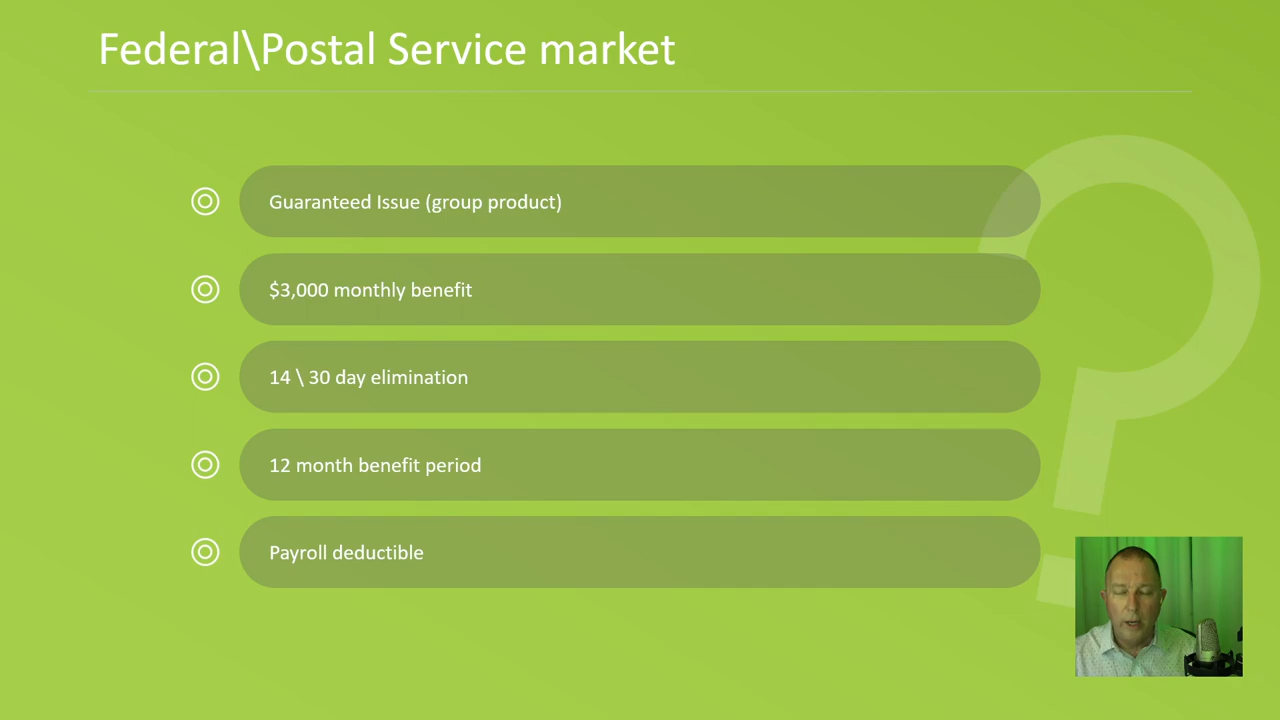 Federal\Postal Service market
Guaranteed Issue (group product)
$3,000 monthly benefit
14 \ 30 day elimination
12 month benefit period
Payroll deductible